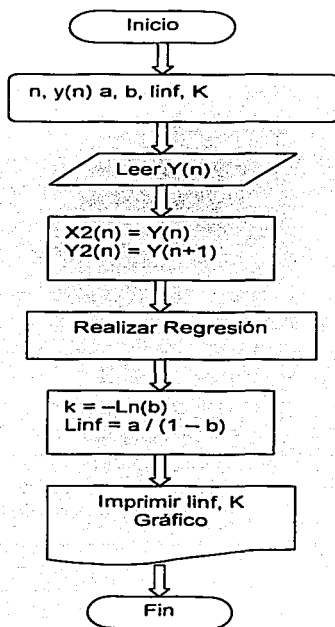 Inicio
n, y(n) a, b, linf, K
Leer Y(n)
X2(n) = Y(n)
Y2(n) = Y(n+1)
Realizar Regresión
k = –Ln(b)
Linf = a / (1 – b)
Imprimir linf, K
Gráfico
Fin